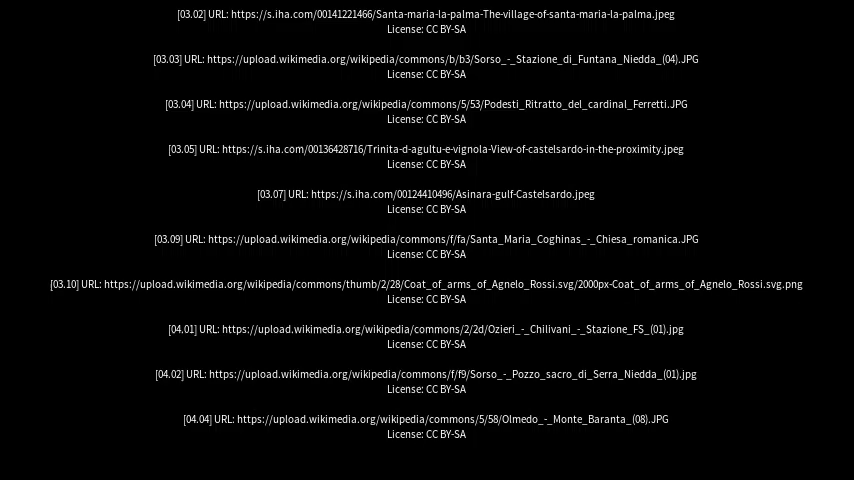 [03.02] URL: https://s.iha.com/00141221466/Santa-maria-la-palma-The-village-of-santa-maria-la-palma.jpeg
License: CC BY-SA
[03.03] URL: https://upload.wikimedia.org/wikipedia/commons/b/b3/Sorso_-_Stazione_di_Funtana_Niedda_(04).JPG
License: CC BY-SA
[03.04] URL: https://upload.wikimedia.org/wikipedia/commons/5/53/Podesti_Ritratto_del_cardinal_Ferretti.JPG
License: CC BY-SA
[03.05] URL: https://s.iha.com/00136428716/Trinita-d-agultu-e-vignola-View-of-castelsardo-in-the-proximity.jpeg
License: CC BY-SA
[03.07] URL: https://s.iha.com/00124410496/Asinara-gulf-Castelsardo.jpeg
License: CC BY-SA
[03.09] URL: https://upload.wikimedia.org/wikipedia/commons/f/fa/Santa_Maria_Coghinas_-_Chiesa_romanica.JPG
License: CC BY-SA
[03.10] URL: https://upload.wikimedia.org/wikipedia/commons/thumb/2/28/Coat_of_arms_of_Agnelo_Rossi.svg/2000px-Coat_of_arms_of_Agnelo_Rossi.svg.png
License: CC BY-SA
[04.01] URL: https://upload.wikimedia.org/wikipedia/commons/2/2d/Ozieri_-_Chilivani_-_Stazione_FS_(01).jpg
License: CC BY-SA
[04.02] URL: https://upload.wikimedia.org/wikipedia/commons/f/f9/Sorso_-_Pozzo_sacro_di_Serra_Niedda_(01).jpg
License: CC BY-SA
[04.04] URL: https://upload.wikimedia.org/wikipedia/commons/5/58/Olmedo_-_Monte_Baranta_(08).JPG
License: CC BY-SA